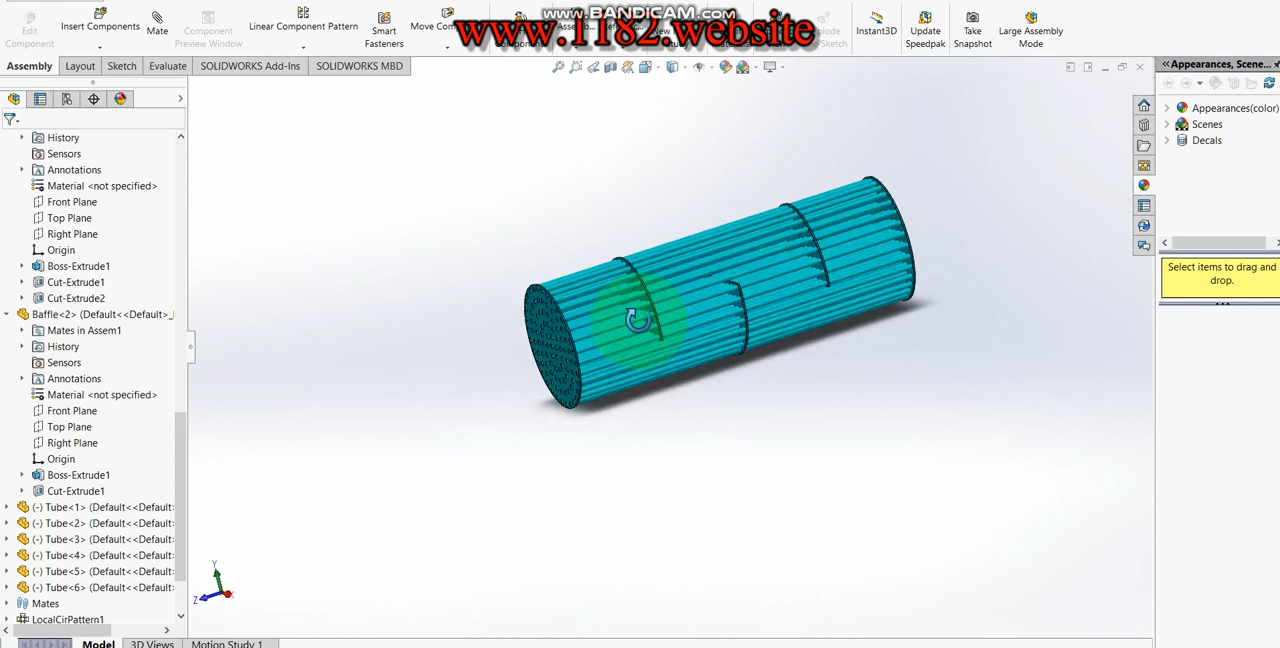 www.BANDICAM.com
www.1182.website
Edit Component
Insert Components
Mate
Component Preview Window
Linear Component Pattern
Smart Fasteners
Move
Instant3D
Update Speedpak
Take Snapshot
Large Assembly Mode
Assembly
Layout
Sketch
Evaluate
SOLIDWORKS Add-Ins
SOLIDWORKS MBD
History
Sensors
Annotations
Material <not specified>
Front Plane
Top Plane
Right Plane
Origin
Boss-Extrude1
Cut-Extrude1
Cut-Extrude2
Baffle<2> (Default<Default>_
Mates in Assem1
History
Sensors
Annotations
Material <not specified>
Front Plane
Top Plane
Right Plane
Origin
Boss-Extrude1
Cut-Extrude1
(-) Tube<1> (Default<<Default>
(-) Tube<2> (Default<<Default>
(-) Tube<3> (Default<<Default>
(-) Tube<4> (Default<<Default>
(-) Tube<5> (Default<<Default>
(-) Tube<6> (Default<<Default>
Mates
LocalCirPattern1
Y
Z
Model
3D Views
Motion Study 1
Appearances, Scene...
Appearances(color)
Scenes
Decals
Select items to drag and drop.